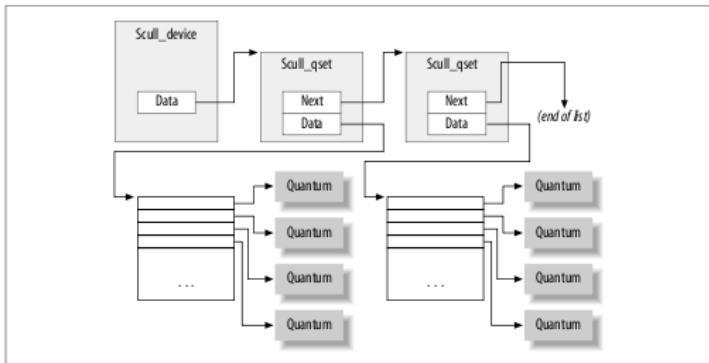 Scull_device
Scull_qset
Scull_qset
Data
Next
Data
Next
Data
(end of list)
Quantum
Quantum
Quantum
Quantum
Quantum
Quantum
. . .
. . .
Quantum
Quantum